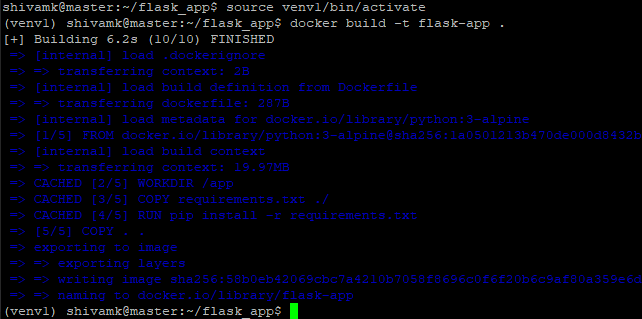 shivamk@master:~/flask_app$ source venv1/bin/activate
(venv1) shivamk@master:~/flask_app$ docker build -t flask-app .
[+] Building 6.2s (10/10) FINISHED
=> [internal] load .dockerignore
=> => transferring context: 2B
=> [internal] load build definition from Dockerfile
=> => transferring dockerfile: 287B
=> [internal] load metadata for docker.io/library/python:3-alpine
=> [1/5] FROM docker.io/library/python:3-alpine@sha256:1a0501213b470de000d8432b
=> [internal] load build context
=> => transferring context: 19.97MB
=> CACHED [2/5] WORKDIR /app
=> CACHED [3/5] COPY requirements.txt ./
=> CACHED [4/5] RUN pip install -r requirements.txt
=> [5/5] COPY . .
=> exporting to image
=> => exporting layers
=> => writing image
=> => naming to docker.io/library/flask-app
(venv1) shivamk@master:~/flask_app$